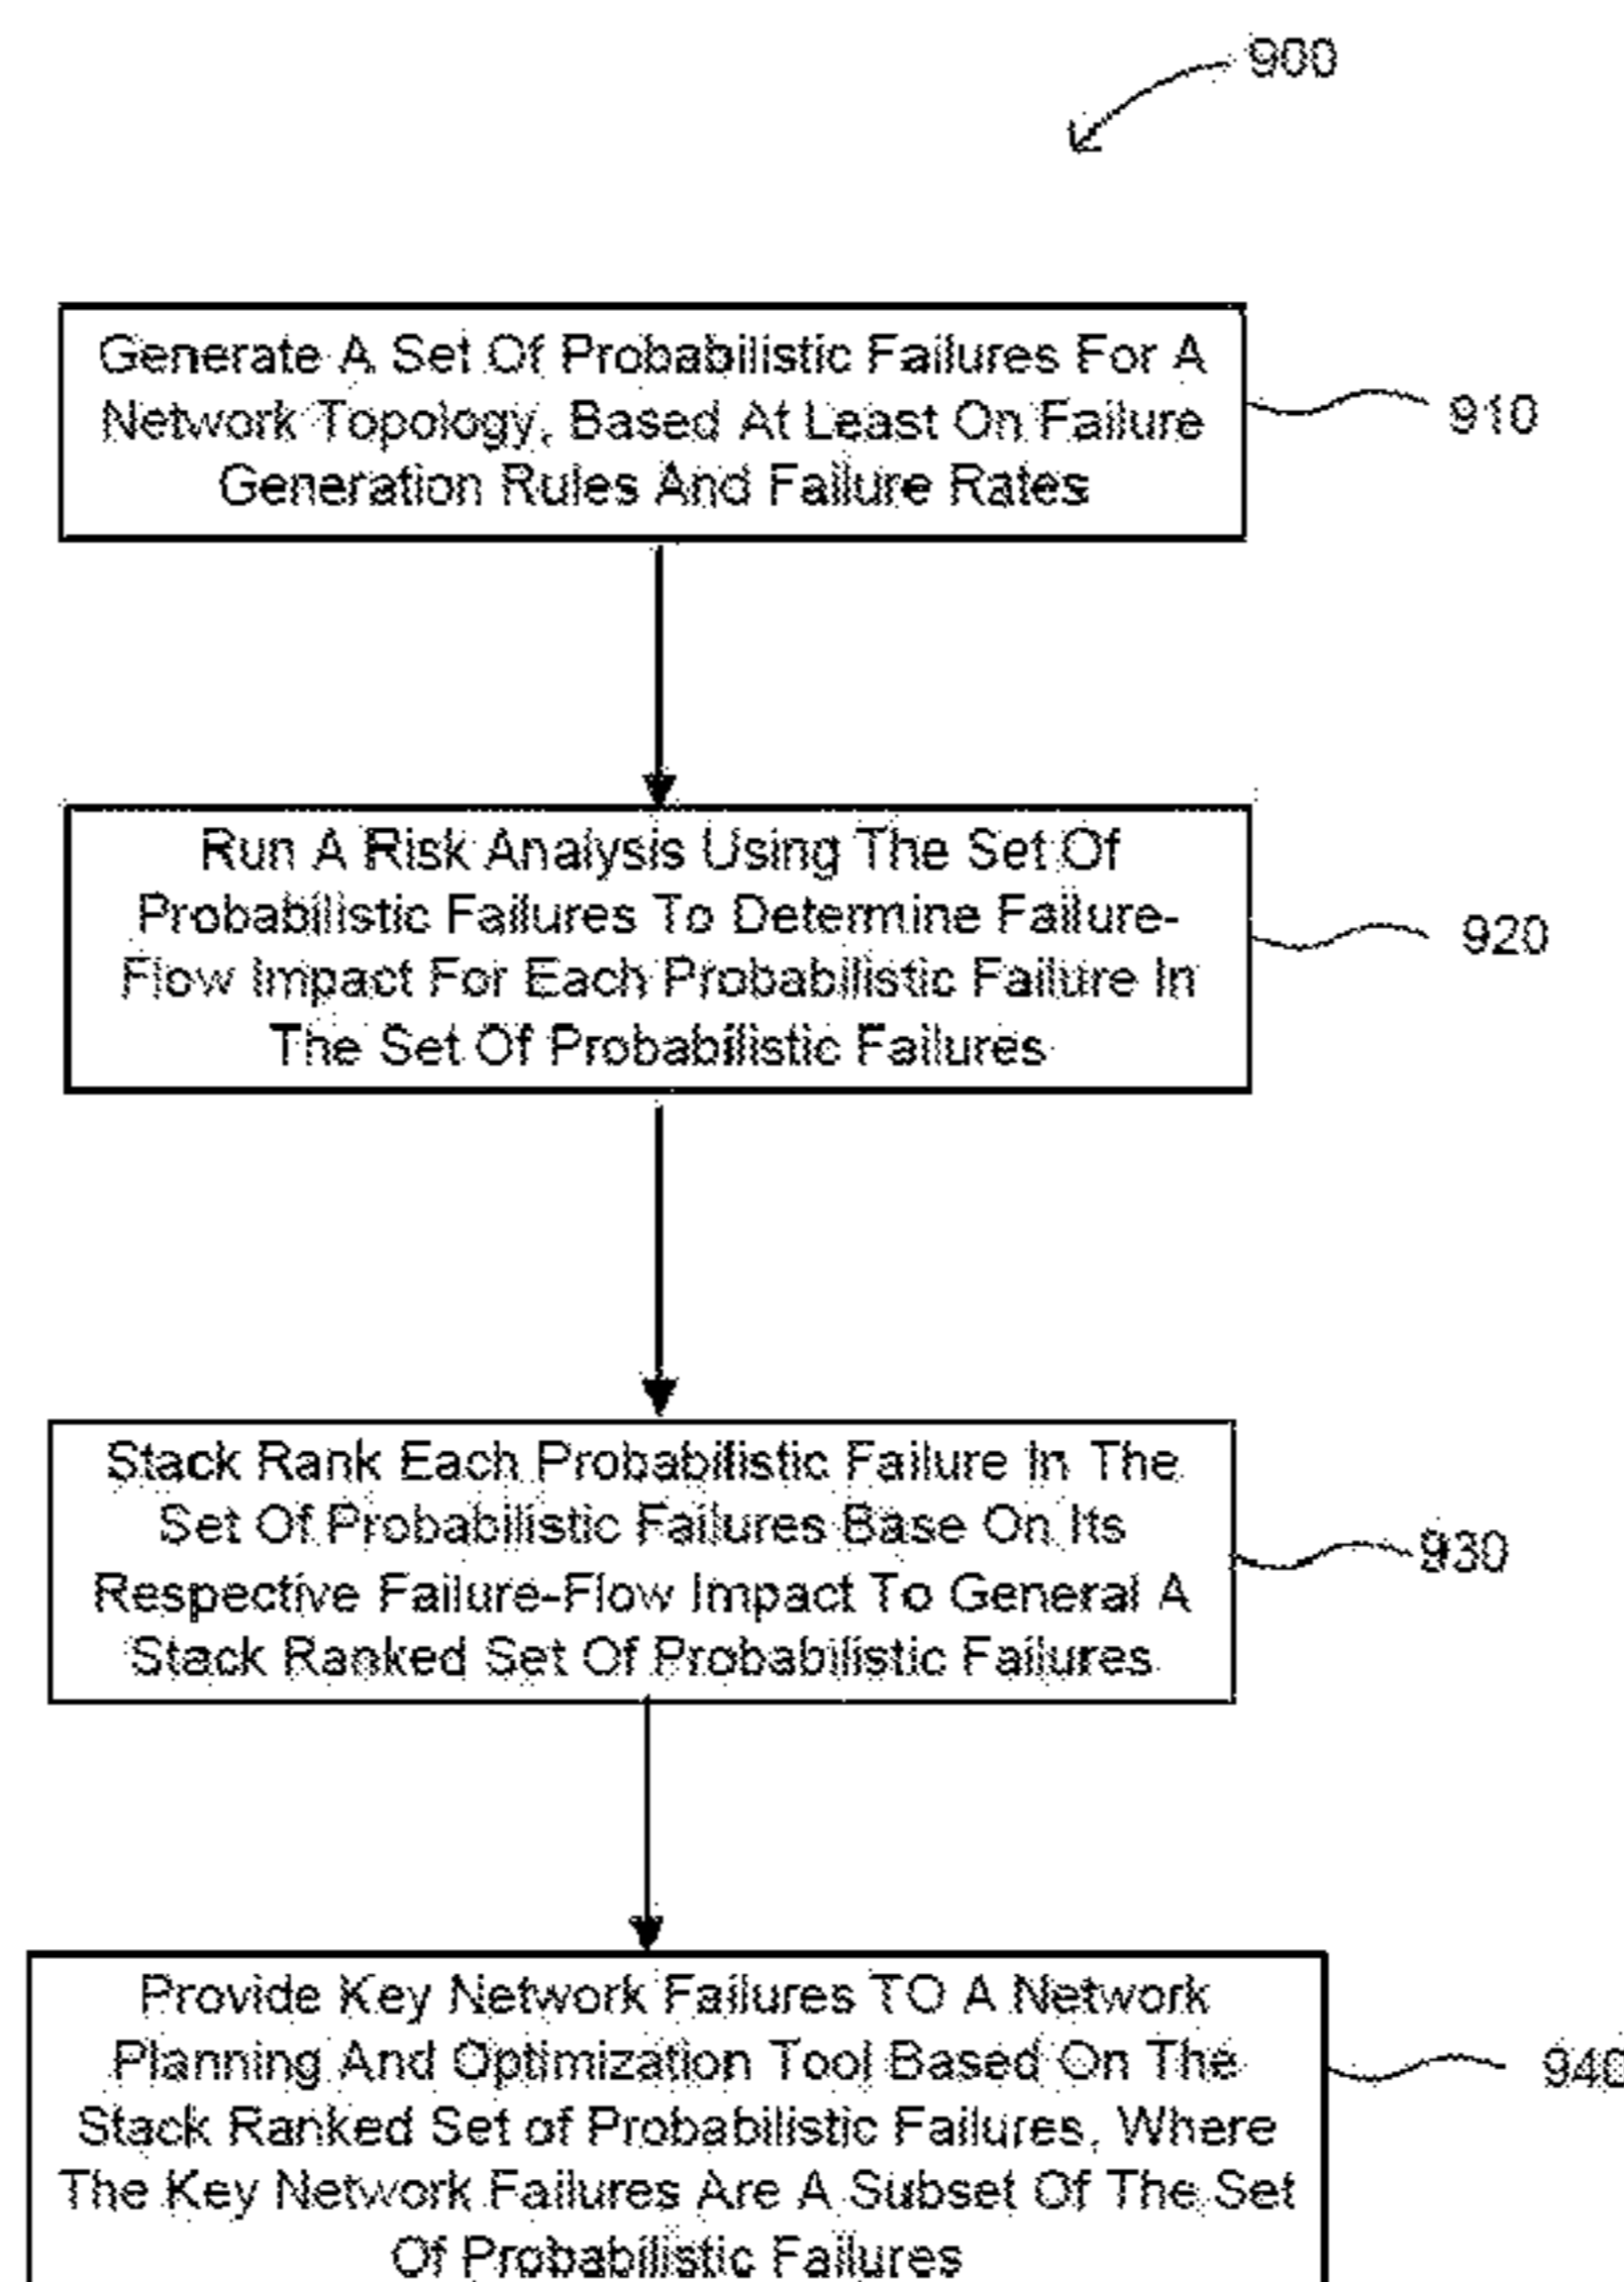 900
Generate A Set Of Probabilistic Failures For A
Network Topology, Based At Least On Failure
Generation Rules And Failure Rates
910
Run A Risk Analysis Using The Set Of
Probabilistic Failures To Determine Failure-
Flow Impact For Each Probabilistic Failure In
The Set Of Probabilistic Failures
920
Stack Rank Each Probabilistic Failure In The
Set Of Probabilistic Failures Base On Its
Respective Failure-Flow Impact To General A
Stack Ranked Set Of Probabilistic Failures
930
Provide Key Network Failures TO A Network
Planning And Optimization Tool Based On The
Stack Ranked Set of Probabilistic Failures, Where
The Key Network Failures Are A Subset Of The Set
Of Probabilistic Failures
940